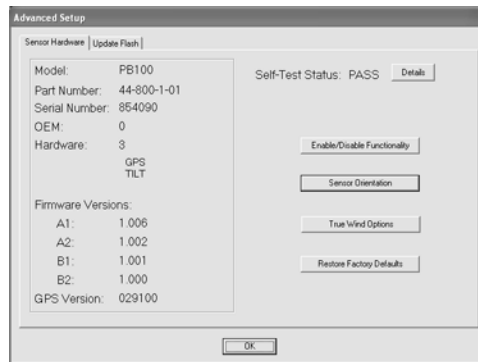 Advanced Setup
Sensor Hardware
Update Flash
Model: PB100
Part Number: 44-800-1-01
Serial Number: 854090
OEM: 0
Hardware: 3
GPS
TILT
Firmware Versions:
A1: 1.006
A2: 1.002
B1: 1.001
B2: 1.000
GPS Version: 029100
Self-Test Status: PASS
Details
Enable/Disable Functionality
Sensor Orientation
True Wind Options
Restore Factory Defaults
OK